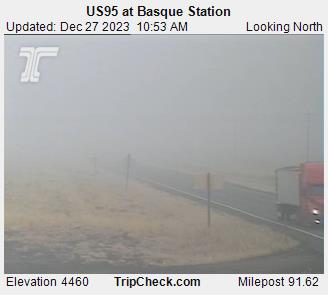 US95 at Basque Station
Updated: Dec 27 2023 10:53 AM Looking North
Elevation 4460 TripCheck.com Milepost 91.62